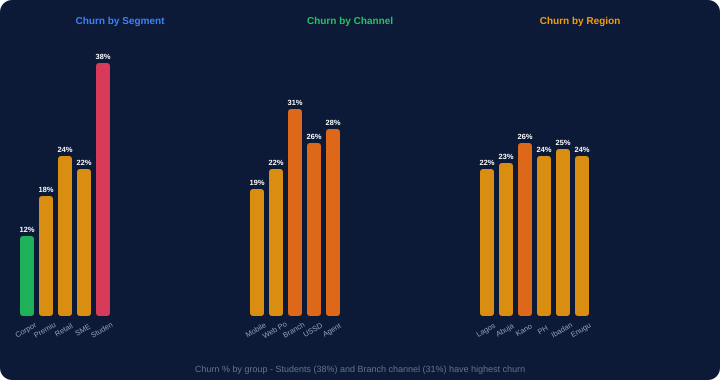 Churn by Segment
38%
24%
22%
18%
12%
Corpor Premiu Retail SME Studen
Churn by Channel
31%
28%
26%
22%
19%
Mobile Web Po Branch USSD Agent
Churn by Region
26%
25%
24%
24%
23%
22%
Lagos Abuja Kano PH Ibadan Enugu
Churn % by group - Students (38%) and Branch channel (31%) have highest churn